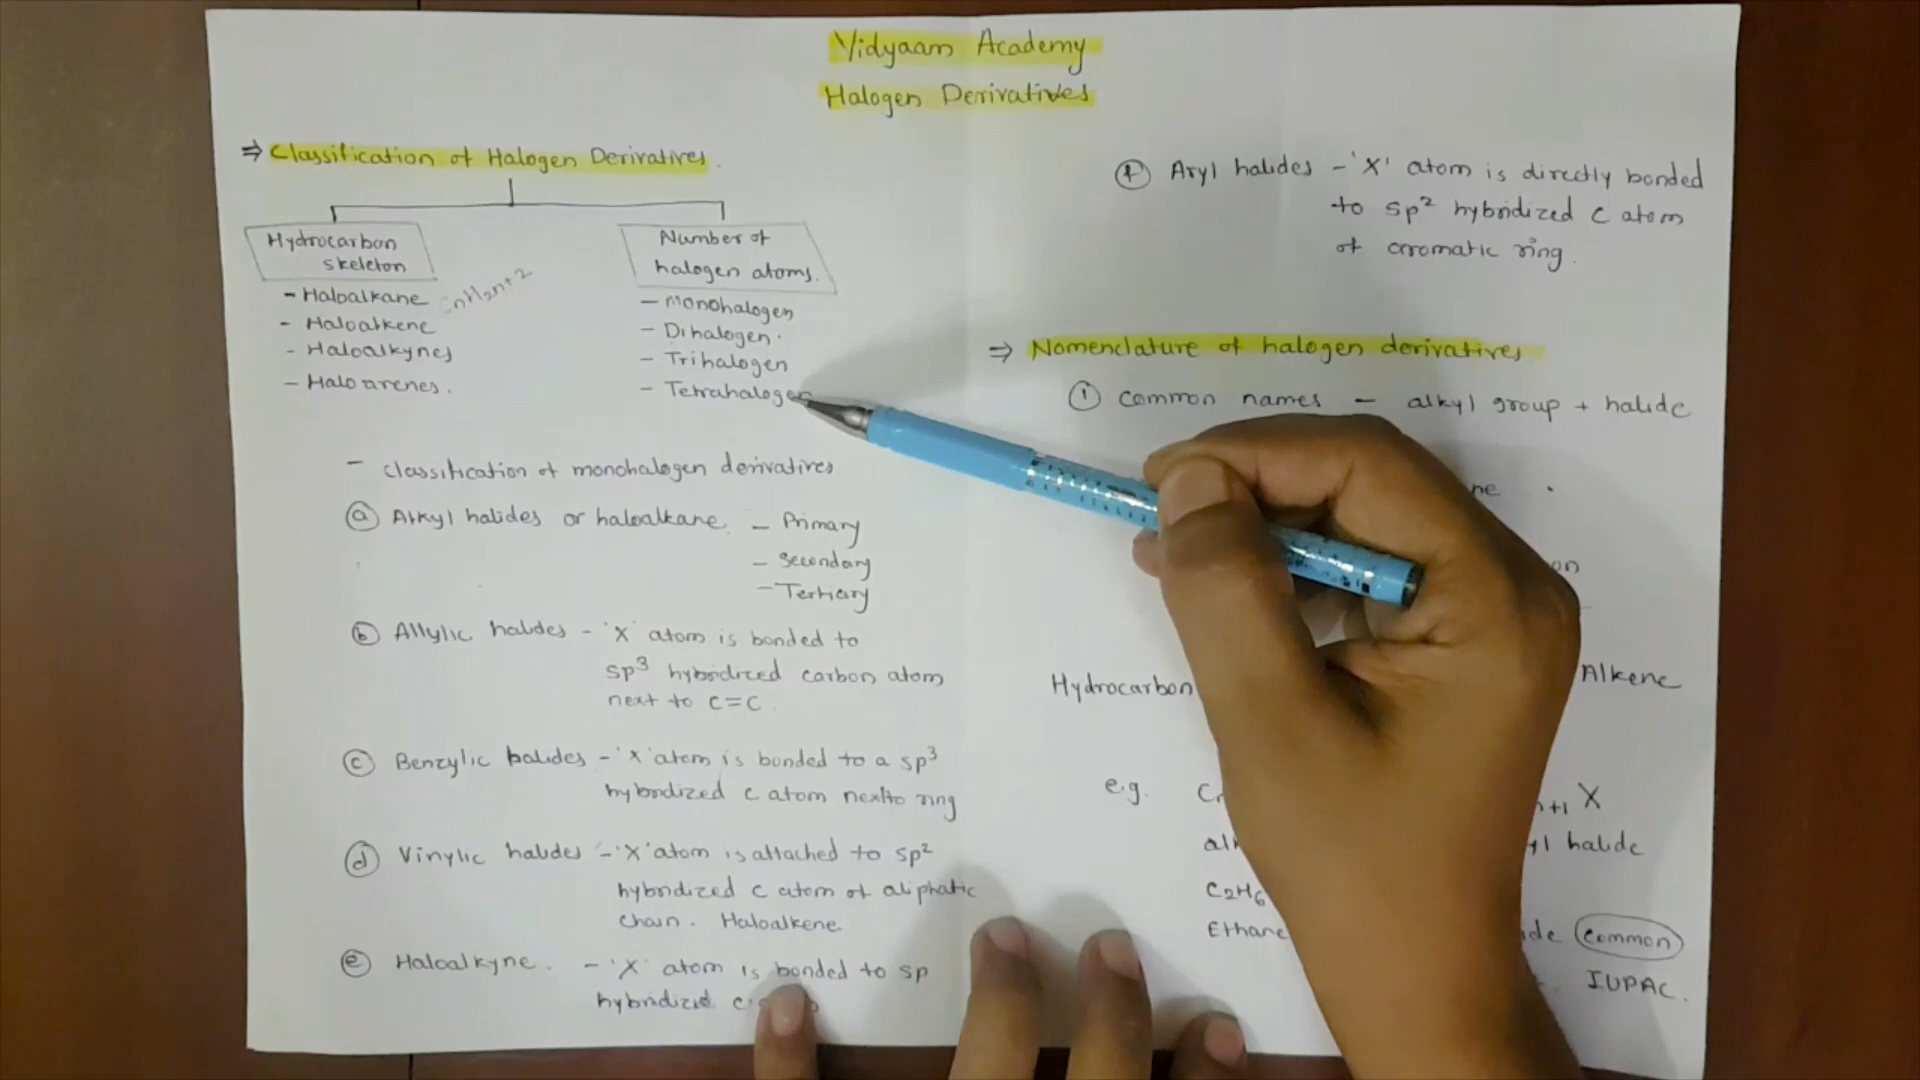 Vidyaam Academy
Halogen Derivatives
⇒ Classification of Halogen Derivatives.
Hydrocarbon
skeleton
- Haloalkane CnH2n+2
- Haloalkene
- Haloalkynes
- Haloarenes.
Number of
halogen atoms.
- Monohalogen
- Dihalogen.
- Trihalogen
- Tetrahalogen
- Classification of monohalogen derivatives
ⓐ Alkyl halides or haloalkane - Primary
- Secondary
- Tertiary
ⓑ Allylic halides - 'X' atom is bonded to
sp³ hybridized carbon atom
next to C=C.
ⓒ Benzylic halides - 'X' atom is bonded to a sp³
hybridized C atom next to ring
ⓓ Vinylic halides - 'X' atom is attached to sp²
hybridized C atom of aliphatic
chain. Haloalkene
ⓔ Haloalkyne. - 'X' atom is bonded to sp
hybridized C
ⓕ Aryl halides - 'X' atom is directly bonded
to sp² hybridized C atom
of aromatic ring.
⇒ Nomenclature of halogen derivatives
① Common names - alkyl group + halide
Hydrocarbon Alkene
e.g. n+1 X
yl halide
C2H6
Ethane ide common
IUPAC.